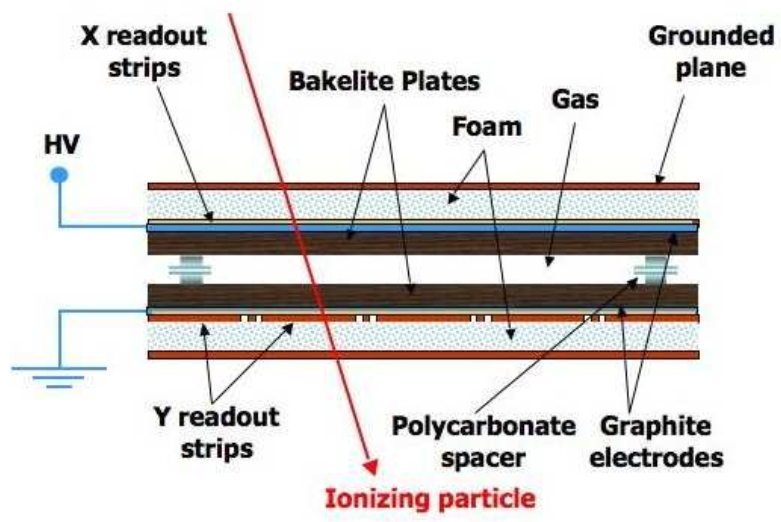 X readout
strips
Grounded
plane
Bakelite Plates
Gas
Foam
HV
Y readout
strips
Polycarbonate
spacer
Graphite
electrodes
Ionizing particle